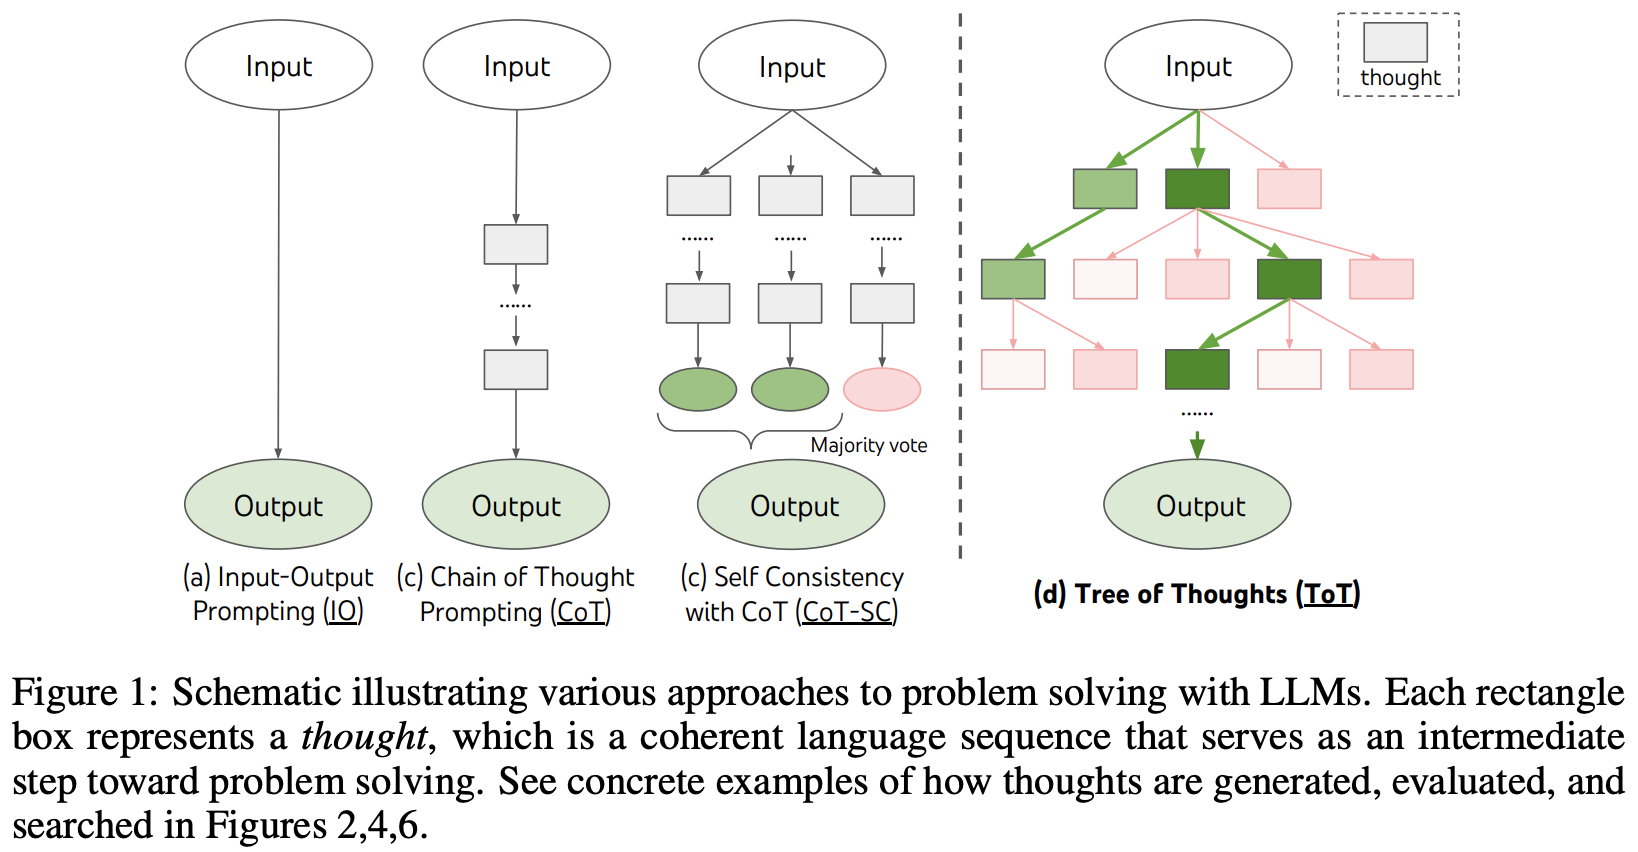 Input
Input
Input
Input
thought
......
......
......
......
......
Majority vote
Output
Output
Output
Output
(a) Input-Output
Prompting (IO)
(c) Chain of Thought
Prompting (CoT)
(c) Self Consistency
with CoT (CoT-SC)
(d) Tree of Thoughts (ToT)
Figure 1: Schematic illustrating various approaches to problem solving with LLMs. Each rectangle
box represents a thought, which is a coherent language sequence that serves as an intermediate
step toward problem solving. See concrete examples of how thoughts are generated, evaluated, and
searched in Figures 2,4,6.